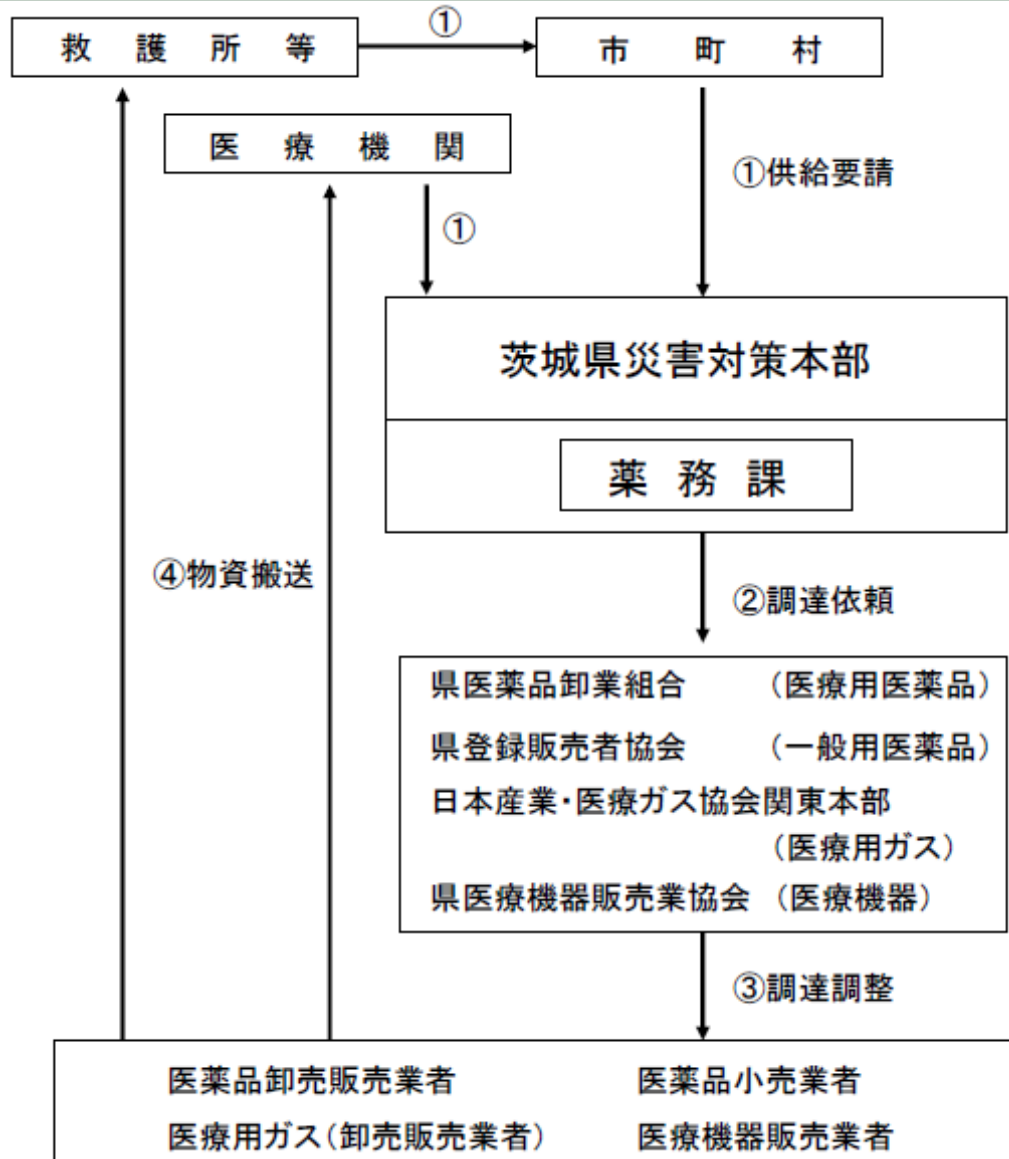 救護所等
①
市町村
医療機関
①供給要請
①
茨城県災害対策本部
薬務課
④物資搬送
②調達依頼
県医薬品卸業組合 (医療用医薬品)
県登録販売者協会 (一般用医薬品)
日本産業・医療ガス協会関東本部
(医療用ガス)
県医療機器販売業協会 (医療機器)
③調達調整
医薬品卸売販売業者 医薬品小売業者
医療用ガス(卸売販売業者) 医療機器販売業者